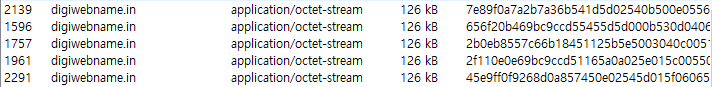 2139 digiwebname.in application/octet-stream 126 kB 7e89f0a7a2b7a36b541d5d02540b500e0556
1596 digiwebname.in application/octet-stream 126 kB 656f20b469bc9ccd55455d5d000b530d0406
1757 digiwebname.in application/octet-stream 126 kB 2b0eb8557c66b18451125b5e5003040c0051
1961 digiwebname.in application/octet-stream 126 kB 2f110e0e69bc9ccd51165a0a025e015c00550
2291 digiwebname.in application/octet-stream 126 kB 45e9ff0f9268d0a857450e02545d015f06065